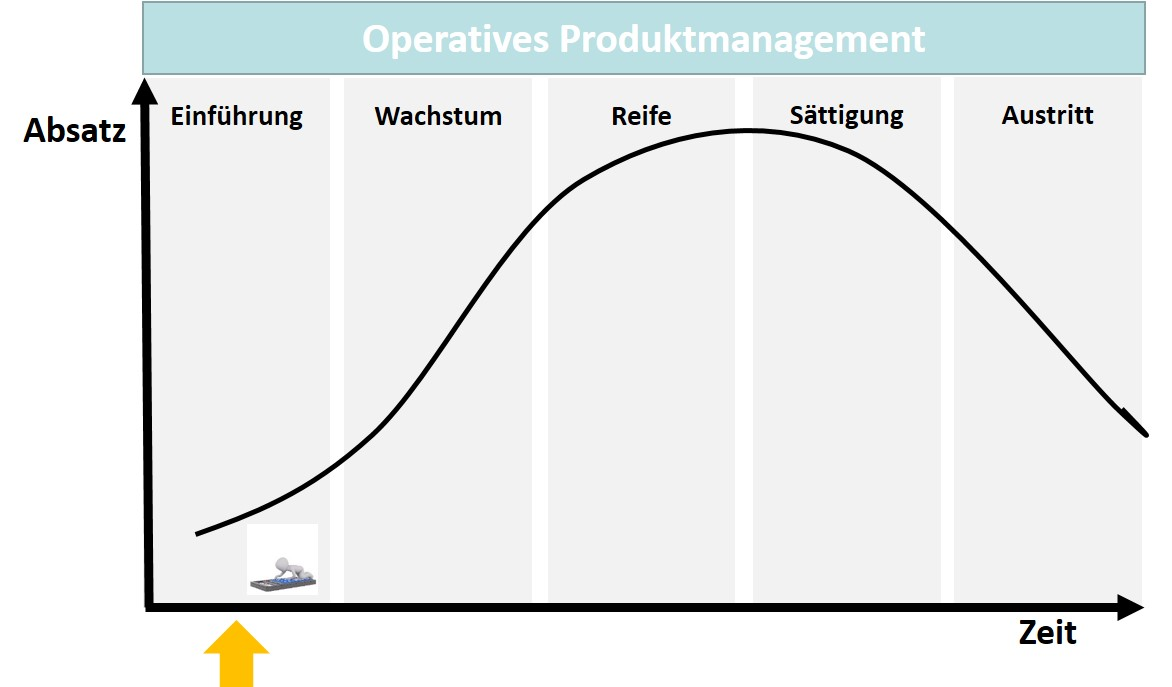 Operatives Produktmanagement
Absatz
Einführung
Wachstum
Reife
Sättigung
Austritt
Zeit